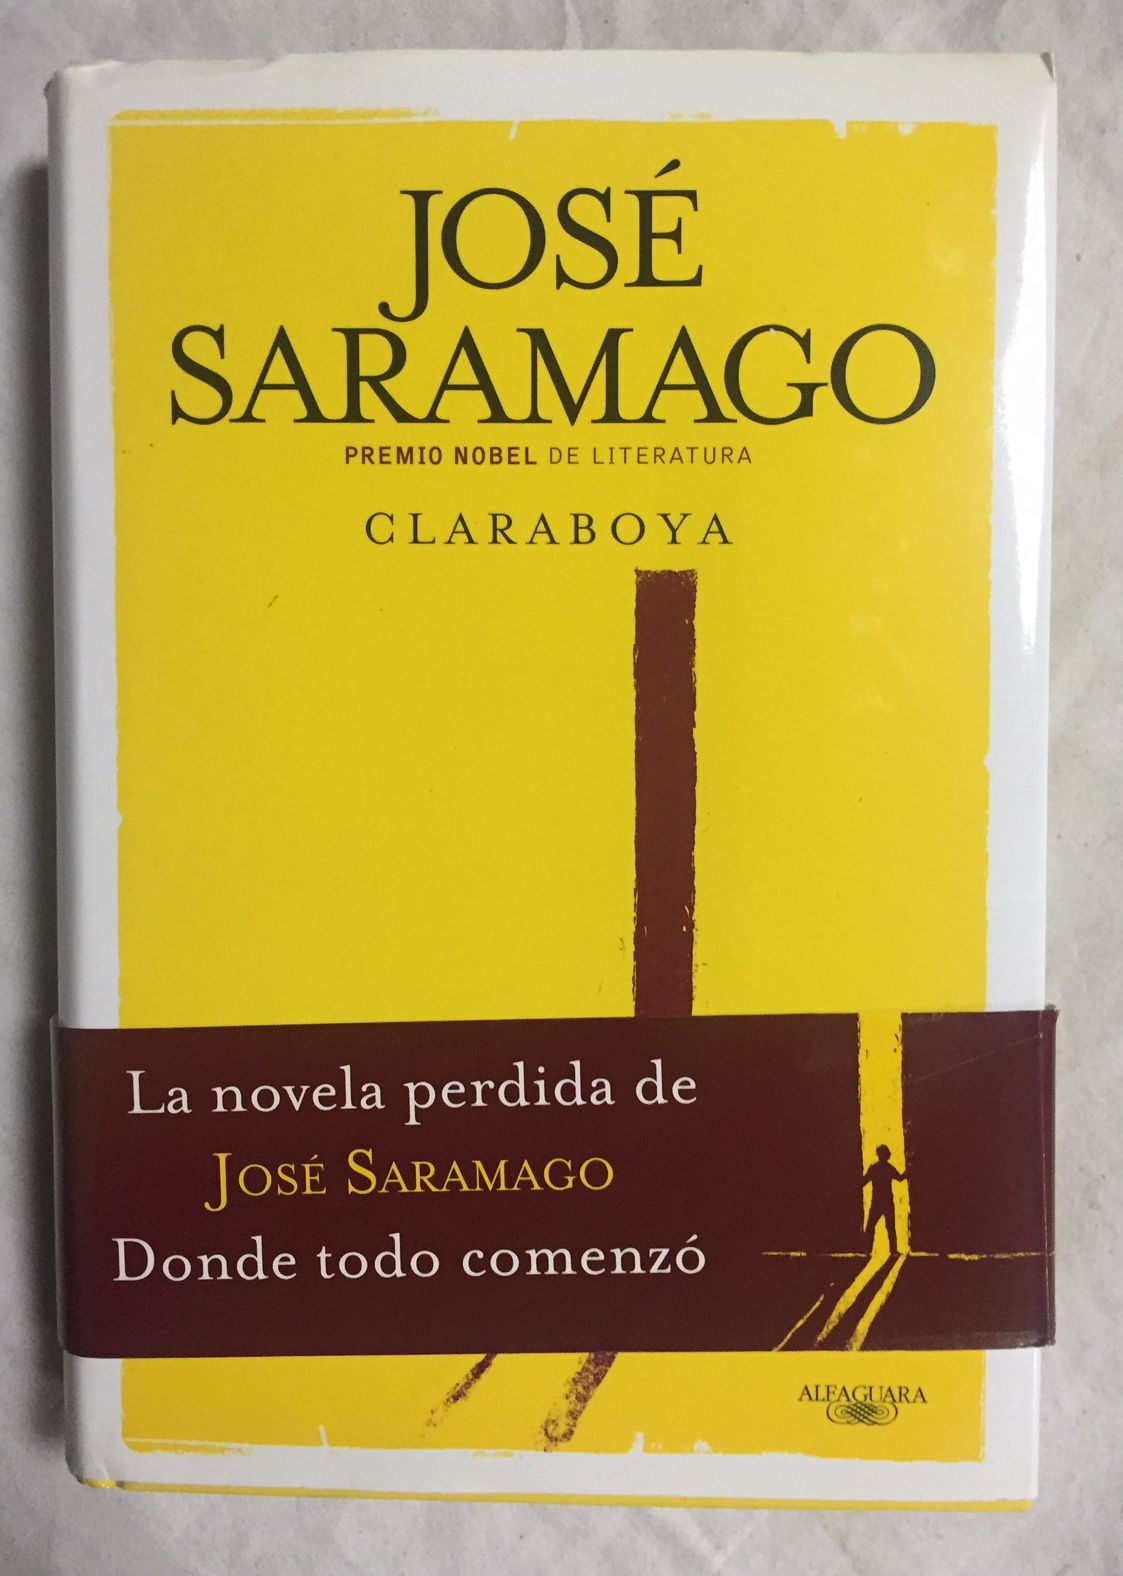 JOSÉ
SARAMAGO
PREMIO NOBEL DE LITERATURA
CLARABOYA
La novela perdida de
JOSÉ SARAMAGO
Donde todo comenzó
ALFAGUARA